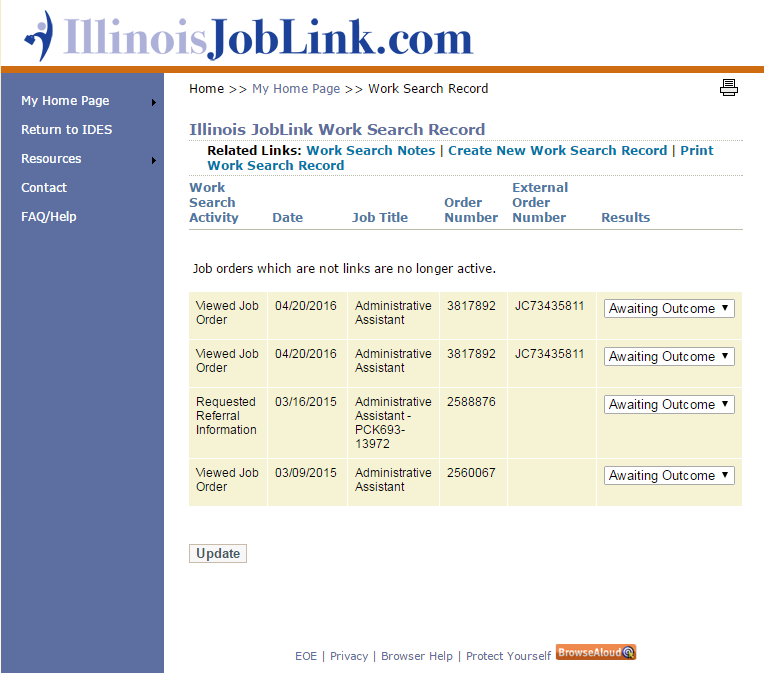 IllinoisJobLink.com
Home >> My Home Page >> Work Search Record
My Home Page
Return to IDES
Resources
Contact
FAQ/Help
Illinois JobLink Work Search Record
Related Links: Work Search Notes | Create New Work Search Record | Print
Work Search Record
Work Search Activity Date Job Title Order Number External Order Number Results
Job orders which are not links are no longer active.
Viewed Job Order 04/20/2016 Administrative Assistant 3817892 JC73435811 Awaiting Outcome
Viewed Job Order 04/20/2016 Administrative Assistant 3817892 JC73435811 Awaiting Outcome
Requested Referral Information 03/16/2015 Administrative Assistant - PCK693-13972 2588876 Awaiting Outcome
Viewed Job Order 03/09/2015 Administrative Assistant 2560067 Awaiting Outcome
Update
EOE | Privacy | Browser Help | Protect Yourself BrowseAloud